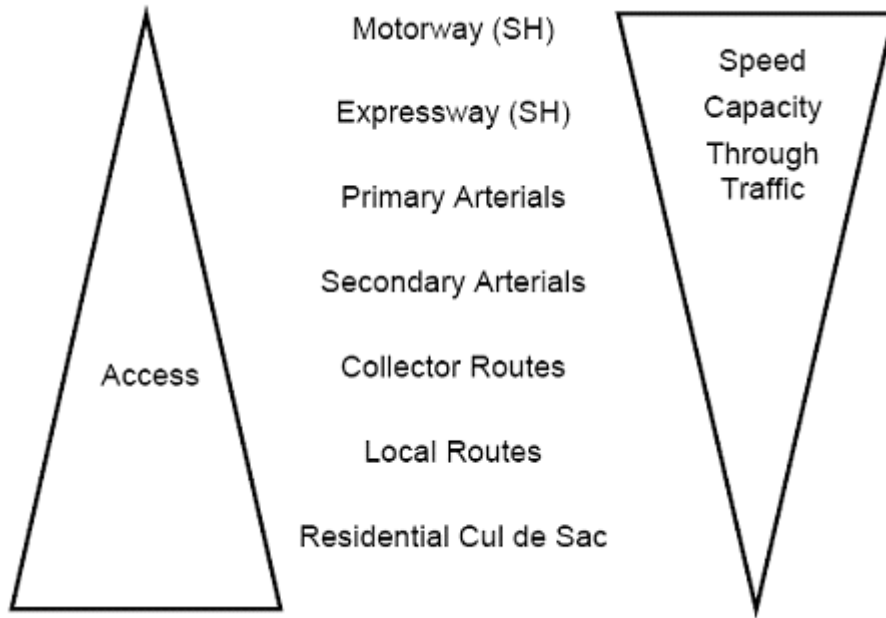 Motorway (SH)
Expressway (SH)
Primary Arterials
Secondary Arterials
Collector Routes
Local Routes
Residential Cul de Sac
Access
Speed
Capacity
Through
Traffic